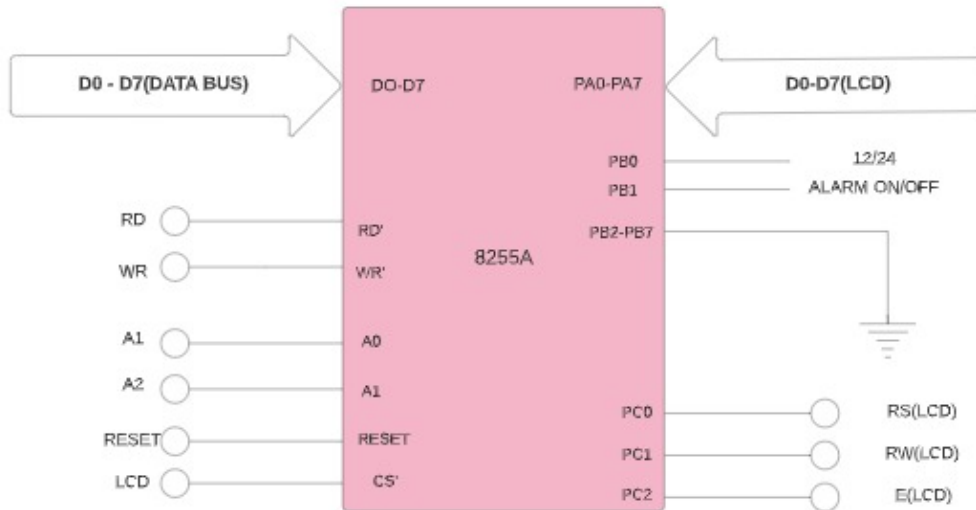 D0 - D7(DATA BUS)
DO-D7
PA0-PA7
D0-D7(LCD)
PB0
12/24
PB1
ALARM ON/OFF
RD
RD'
PB2-PB7
8255A
WR
WR'
A1
A0
A2
A1
PC0
RS(LCD)
RESET
RESET
PC1
RW(LCD)
LCD
CS'
PC2
E(LCD)